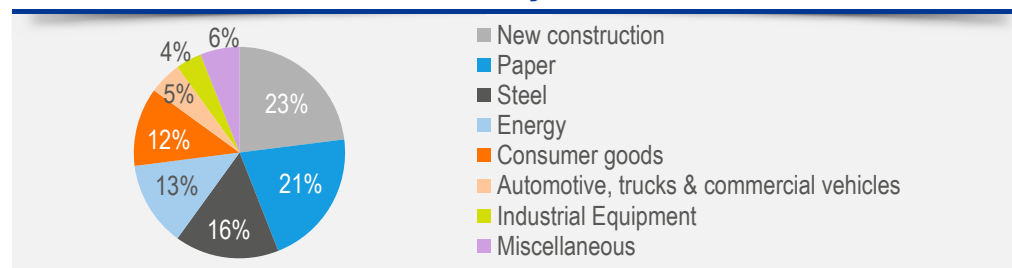 6%
4%
5%
23%
12%
13%
21%
16%
New construction
Paper
Steel
Energy
Consumer goods
Automotive, trucks & commercial vehicles
Industrial Equipment
Miscellaneous